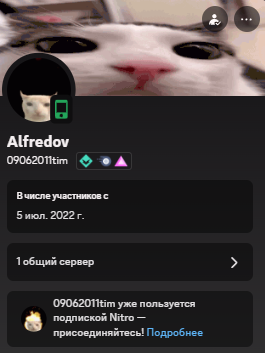 Alfredov
09062011tim
В числе участников с
5 июл. 2022 г.
1 общий сервер
09062011tim уже пользуется
подпиской Nitro —
присоединяйтесь! Подробнее